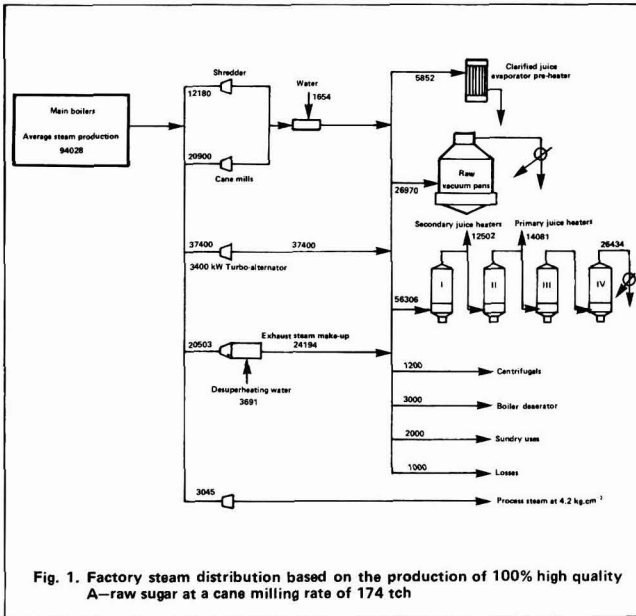 Main boilers
Average steam production
94028
Shredder
12180
20900
Cane mills
Water
1654
37400
37400
3400 kW Turbo-alternator
20503
Exhaust steam make-up
24194
Desuperheating water
3691
3045
5852
Clarified juice
evaporator pre-heater
26970
Raw
vacuum pans
Secondary juice heaters
12502
Primary juice heaters
14081
26434
56306
I
II
III
IV
1200
Centrifugals
3000
Boiler deaerator
2000
Sundry uses
1000
Losses
Process steam at 4.2 kg.cm⁻²
Fig. 1. Factory steam distribution based on the production of 100% high quality
A—raw sugar at a cane milling rate of 174 tch